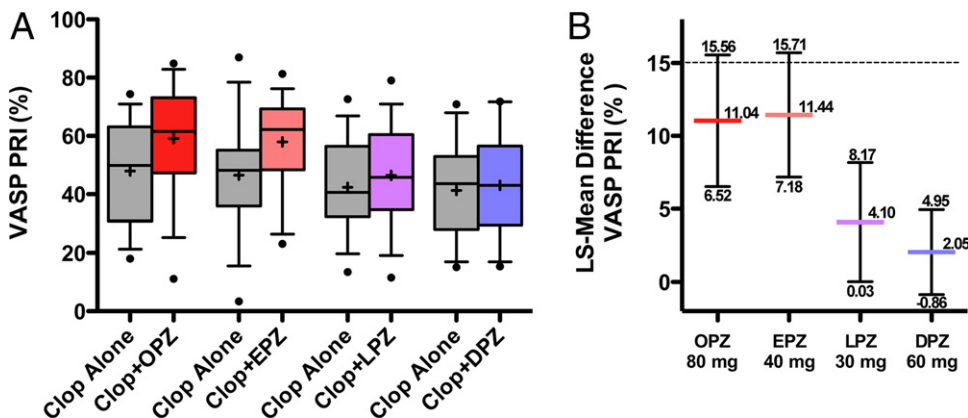 A
VASP PRI (%)
100
80
60
40
20
0
Clop Alone
Clop+OPZ
Clop Alone
Clop+EPZ
Clop Alone
Clop+LPZ
Clop Alone
Clop+DPZ
B
LS-Mean Difference
VASP PRI (% )
15
10
5
0
15.56
11.04
6.52
15.71
11.44
7.18
8.17
4.10
0.03
4.95
2.05
-0.86
OPZ
80 mg
EPZ
40 mg
LPZ
30 mg
DPZ
60 mg